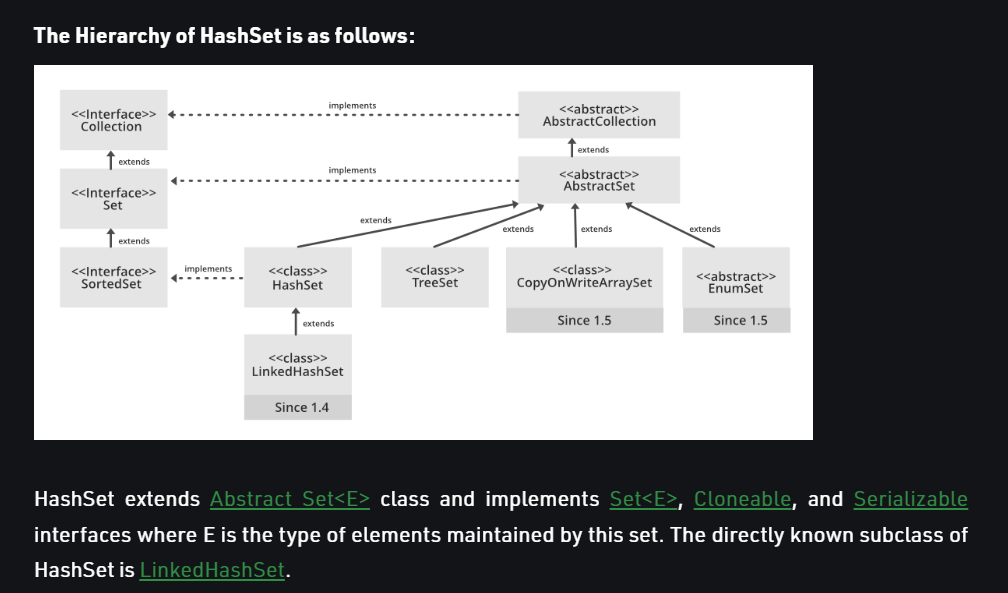 The Hierarchy of HashSet is as follows:
<<Interface>>
Collection
implements
<<abstract>>
AbstractCollection
extends
extends
<<Interface>>
Set
implements
<<abstract>>
AbstractSet
extends
extends
extends
extends
extends
<<Interface>>
SortedSet
implements
<<class>>
HashSet
<<class>>
TreeSet
<<class>>
CopyOnWriteArraySet
Since 1.5
<<abstract>>
EnumSet
Since 1.5
extends
<<class>>
LinkedHashSet
Since 1.4
HashSet extends Abstract Set<E> class and implements Set<E>, Cloneable, and Serializable
interfaces where E is the type of elements maintained by this set. The directly known subclass of
HashSet is LinkedHashSet.